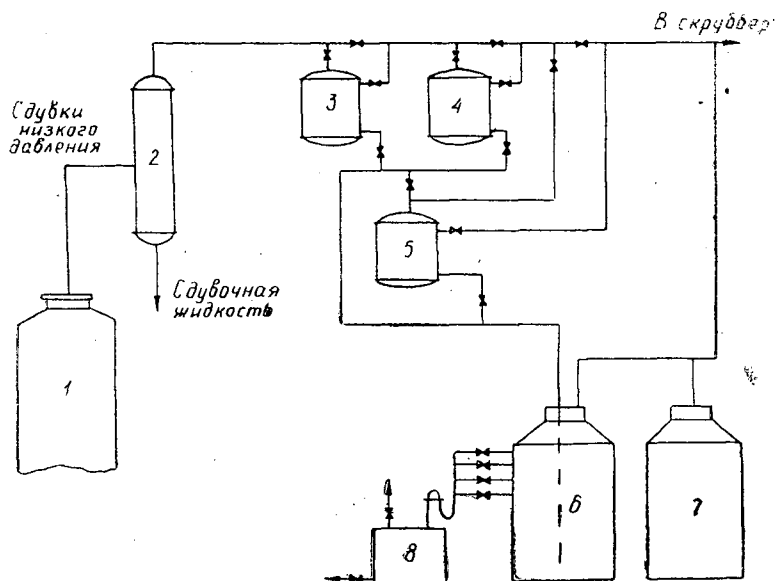 В скруббер
Сдувки
низкого
давления
2
3
4
5
Сдувочная
жидкость
1
6
7
8